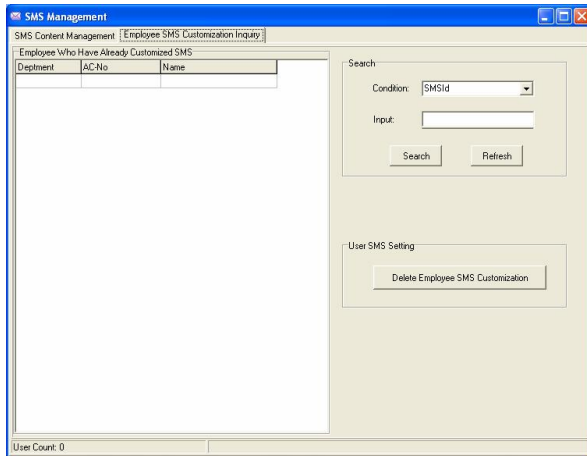 SMS Management
SMS Content Management Employee SMS Customization Inquiry
Employee Who Have Already Customized SMS
Deptment AC-No Name
Search
Condition: SMSId
Input:
Search Refresh
User SMS Setting
Delete Employee SMS Customization
User Count: 0